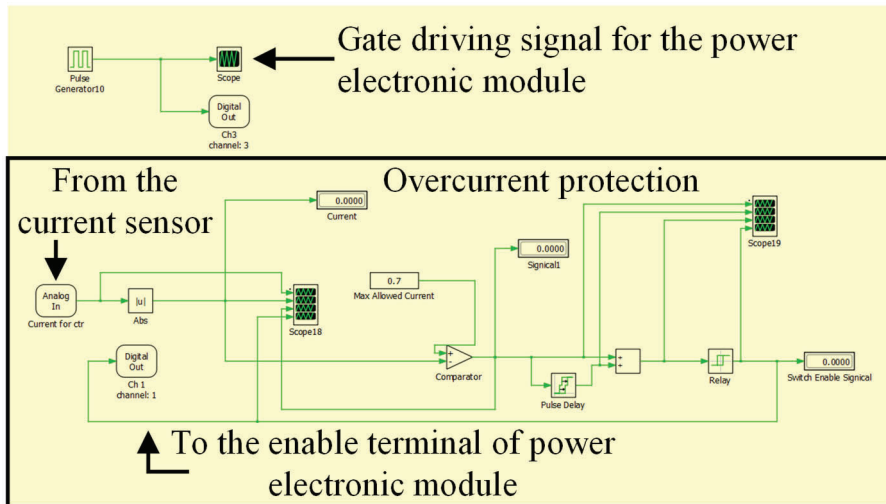 Gate driving signal for the power
electronic module
Pulse
Generator10
Scope
Digital
Out
Ch3
channel: 3
From the
current sensor
Overcurrent protection
0.0000
Current
Scope19
0.0000
Signical1
Analog
In
Current for ctr
|u|
Abs
Scope18
0.7
Max Allowed Current
+
-
Comparator
Digital
Out
Ch 1
channel: 1
Pulse Delay
+
+
Relay
0.0000
Switch Enable Signical
To the enable terminal of power
electronic module